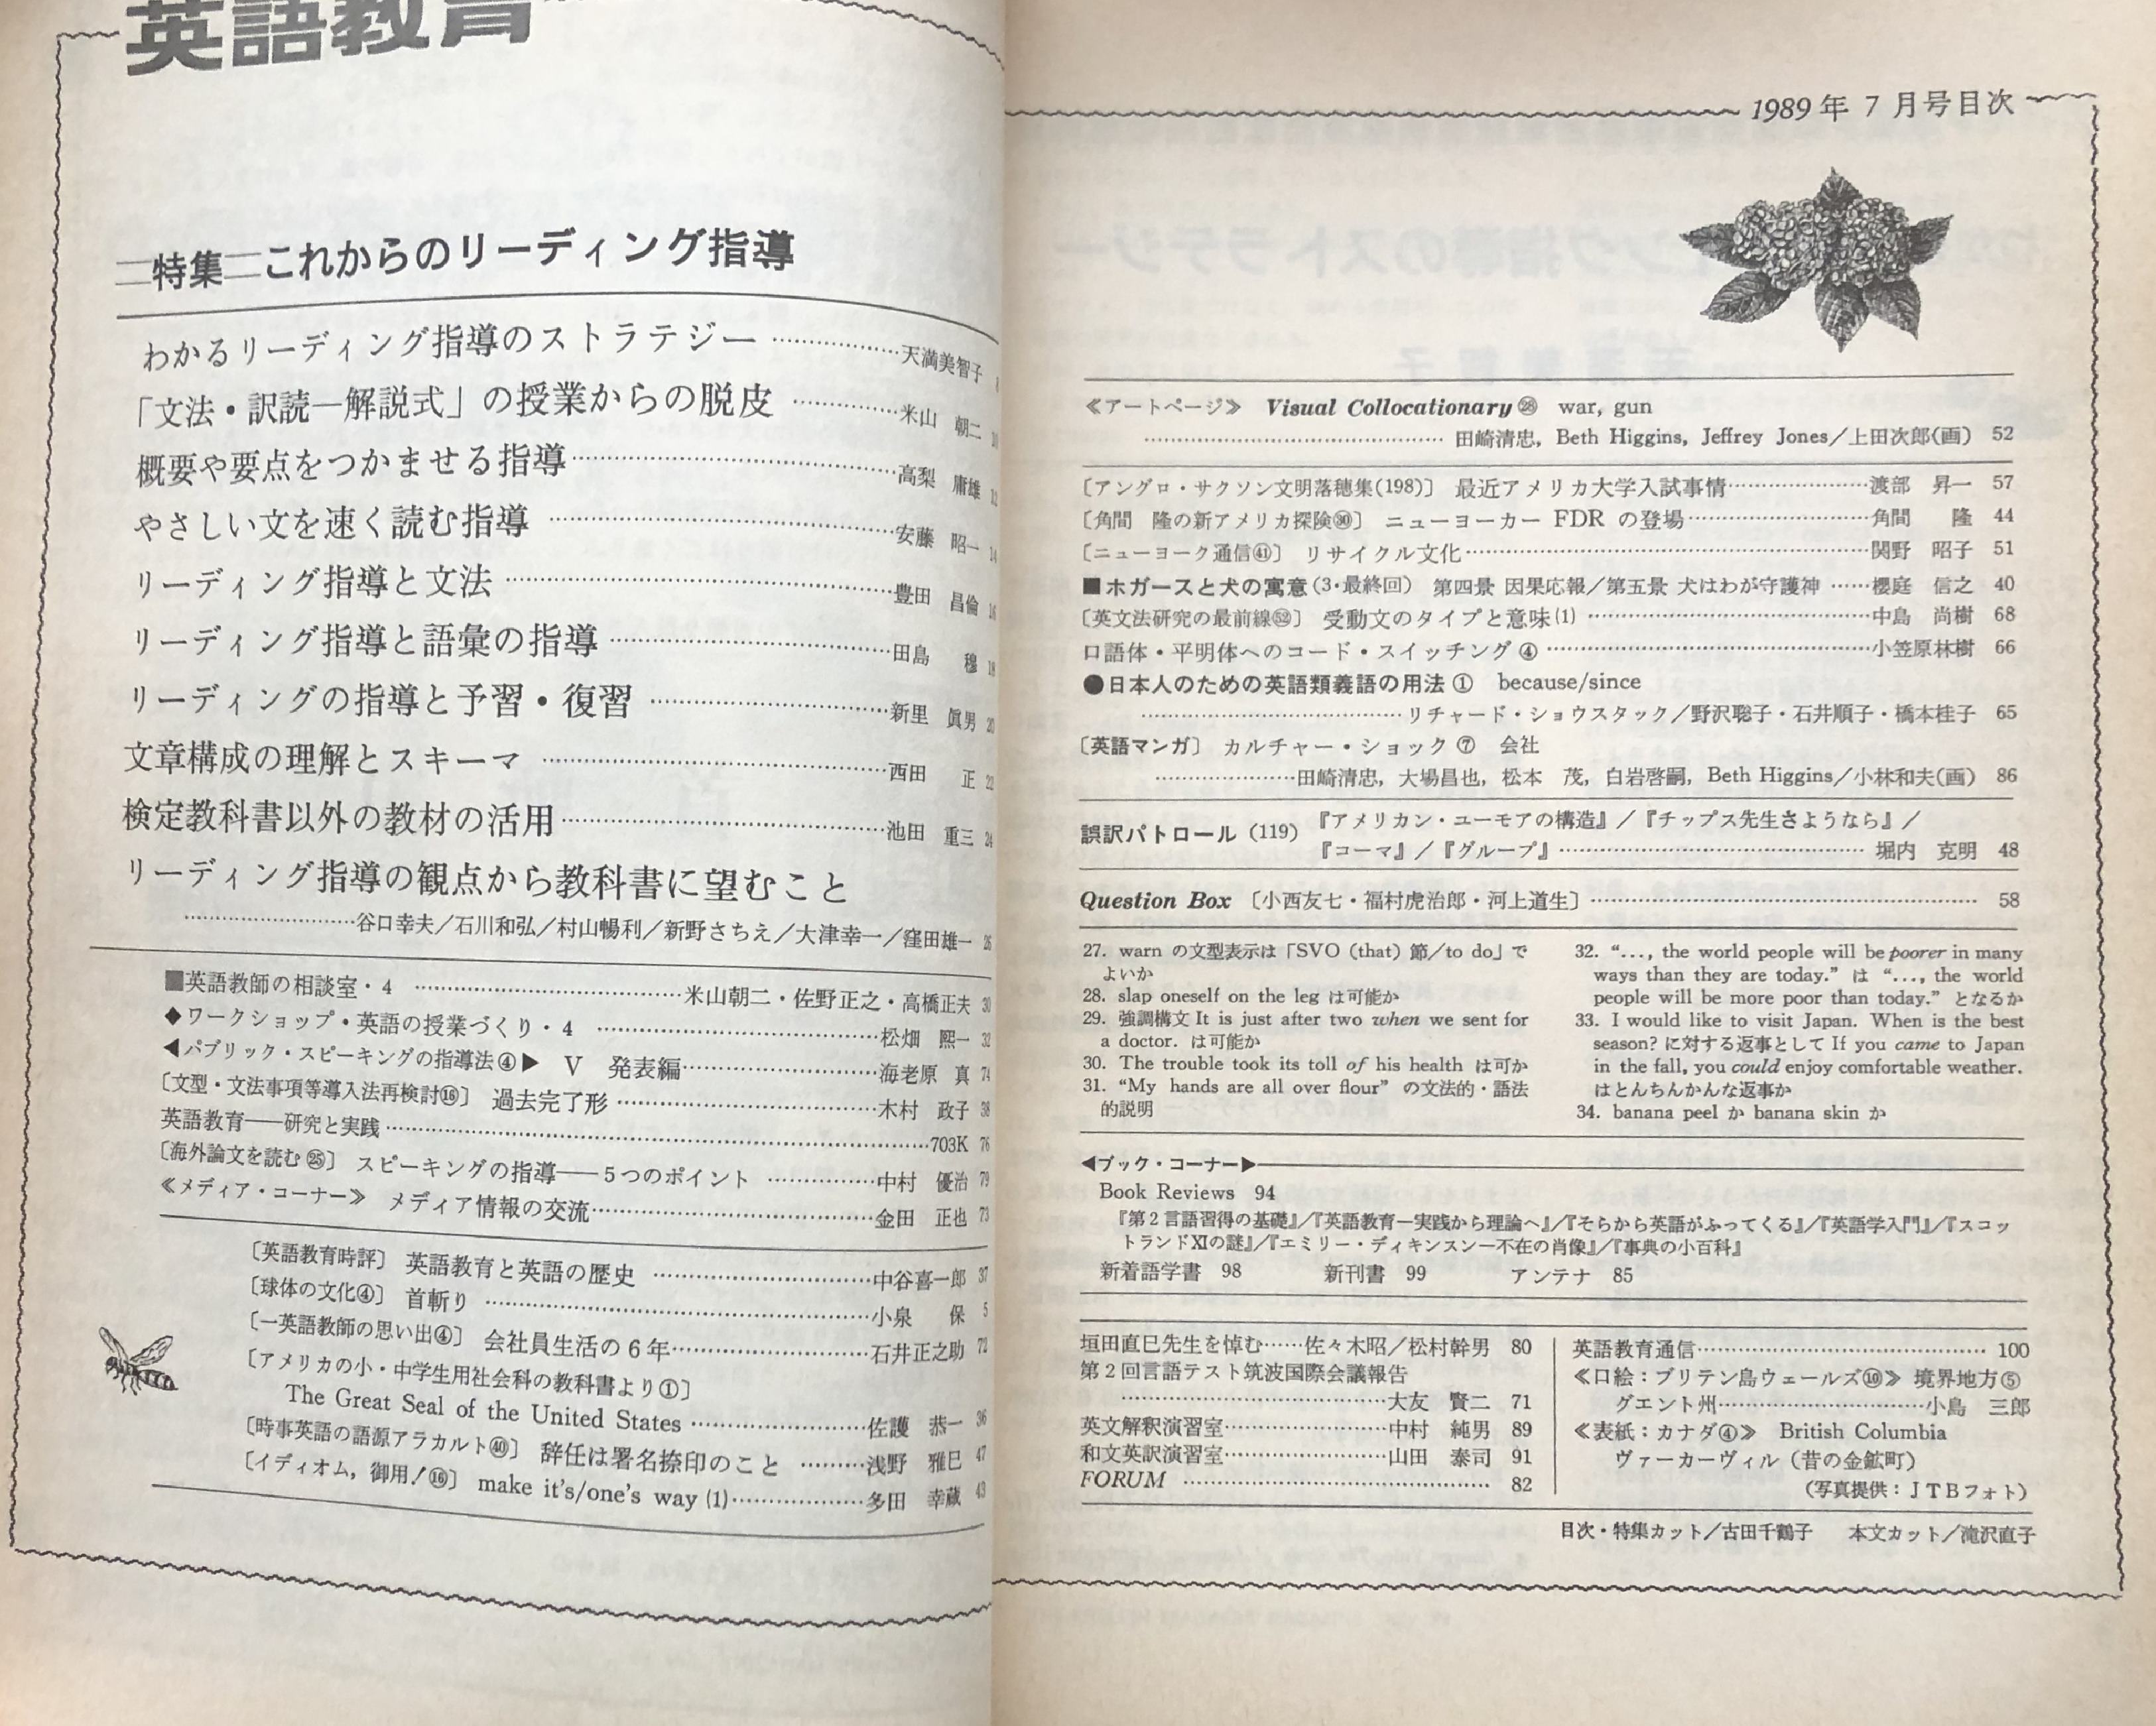 英語教育
特集 これからのリーディング指導
わかるリーディング指導のストラテジー……天満美智子
「文法・訳読―解説式」の授業からの脱皮……米山 朝二 10
概要や要点をつかませる指導……高梨 庸雄 12
やさしい文を速く読む指導……安藤 昭一 14
リーディング指導と文法……豊田 昌倫 16
リーディング指導と語彙の指導……田島 穆 18
リーディングの指導と予習・復習……新里 眞男 20
文章構成の理解とスキーマ……西田 正 22
検定教科書以外の教材の活用……池田 重三 24
リーディング指導の観点から教科書に望むこと
……谷口幸夫／石川和弘／村山暢利／新野さちえ／大津幸一／窪田雄一 26
■英語教師の相談室・4……米山朝二・佐野正之・高橋正夫 30
◆ワークショップ・英語の授業づくり・4……松畑 熙一 32
◀パブリック・スピーキングの指導法④▶ V 発表編……海老原 真 74
〔文型・文法事項等導入法再検討⑯〕 過去完了形……木村 政子 38
英語教育――研究と実践……703K 76
〔海外論文を読む㉕〕 スピーキングの指導――5つのポイント……中村 優治 79
≪メディア・コーナー≫ メディア情報の交流……金田 正也 73
〔英語教育時評〕 英語教育と英語の歴史……中谷喜一郎 37
〔球体の文化④〕 首斬り……小泉 保 5
〔一英語教師の思い出④〕 会社員生活の6年……石井正之助 72
〔アメリカの小・中学生用社会科の教科書より①〕
The Great Seal of the United States……佐護 恭一 36
〔時事英語の語源アラカルト㊵〕 辞任は署名捺印のこと……浅野 雅巳 47
〔イディオム，御用！⑯〕 make it's/one's way (1)……多田 幸蔵 43
1989年7月号目次
≪アートページ≫ Visual Collocationary㉘ war, gun
……田崎清忠，Beth Higgins，Jeffrey Jones／上田次郎(画) 52
〔アングロ・サクソン文明落穂集(198)〕 最近アメリカ大学入試事情……渡部 昇一 57
〔角間 隆の新アメリカ探険㉚〕 ニューヨーカー FDR の登場……角間 隆 44
〔ニューヨーク通信㊶〕 リサイクル文化……関野 昭子 51
■ホガースと犬の寓意(3・最終回) 第四景 因果応報／第五景 犬はわが守護神……櫻庭 信之 40
〔英文法研究の最前線52〕 受動文のタイプと意味(1)……中島 尚樹 68
口語体・平明体へのコード・スイッチング④……小笠原林樹 66
●日本人のための英語類義語の用法① because/since
……リチャード・ショウスタック／野沢聡子・石井順子・橋本桂子 65
〔英語マンガ〕 カルチャー・ショック⑦ 会社
……田崎清忠，大場昌也，松本 茂，白岩啓嗣，Beth Higgins／小林和夫(画) 86
誤訳パトロール (119) 『アメリカン・ユーモアの構造』／『チップス先生さようなら』／
『コーマ』／『グループ』……堀内 克明 48
Question Box 〔小西友七・福村虎治郎・河上道生〕……58
27. warn の文型表示は「SVO (that) 節／to do」で
よいか
28. slap oneself on the leg は可能か
29. 強調構文 It is just after two when we sent for
a doctor. は可能か
30. The trouble took its toll of his health は可か
31. “My hands are all over flour” の文法的・語法
的説明
32. “..., the world people will be poorer in many
ways than they are today.” は “..., the world
people will be more poor than today.” となるか
33. I would like to visit Japan. When is the best
season? に対する返事として If you came to Japan
in the fall, you could enjoy comfortable weather.
はとんちんかんな返事か
34. banana peel か banana skin か
◀ブック・コーナー▶
Book Reviews 94
『第2言語習得の基礎』／『英語教育―実践から理論へ』／『そらから英語がふってくる』／『英語学入門』／『スコッ
トランドXIの謎』／『エミリー・ディキンスン―不在の肖像』／『事典の小百科』
新着語学書 98 新刊書 99 アンテナ 85
垣田直巳先生を悼む……佐々木昭／松村幹男 80
第2回言語テスト筑波国際会議報告
……大友 賢二 71
英文解釈演習室……中村 純男 89
和文英訳演習室……山田 泰司 91
FORUM……82
英語教育通信……100
≪口絵：ブリテン島ウェールズ⑩≫ 境界地方⑤
グエント州……小島 三郎
≪表紙：カナダ④≫ British Columbia
ヴァーカーヴィル（昔の金鉱町）
（写真提供：JTBフォト）
目次・特集カット／古田千鶴子 本文カット／滝沢直子